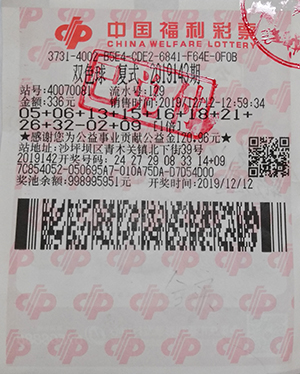 中国福利彩票
CHINA WELFARE LOTTERY
3731-4002-B5E4-CDE2-6841-F64E-0F0B
双色球 复式 2019143期
站号:40070081 流水号:129
金额:336元 销售时间:2019/12/12-12:59:34
05+06+13+15+16+18+21+
26+32-02+09 (1倍)
★感谢您为公益事业贡献公益金120.96元★
站地址:沙坪坝区青木关镇北下街39号
2019142开奖号码:24 27 29 08 33 14+09
7C854052-050695A7-010A75DA-D7D54000
奖池余额:998995951元 开奖时间:2019/12/12